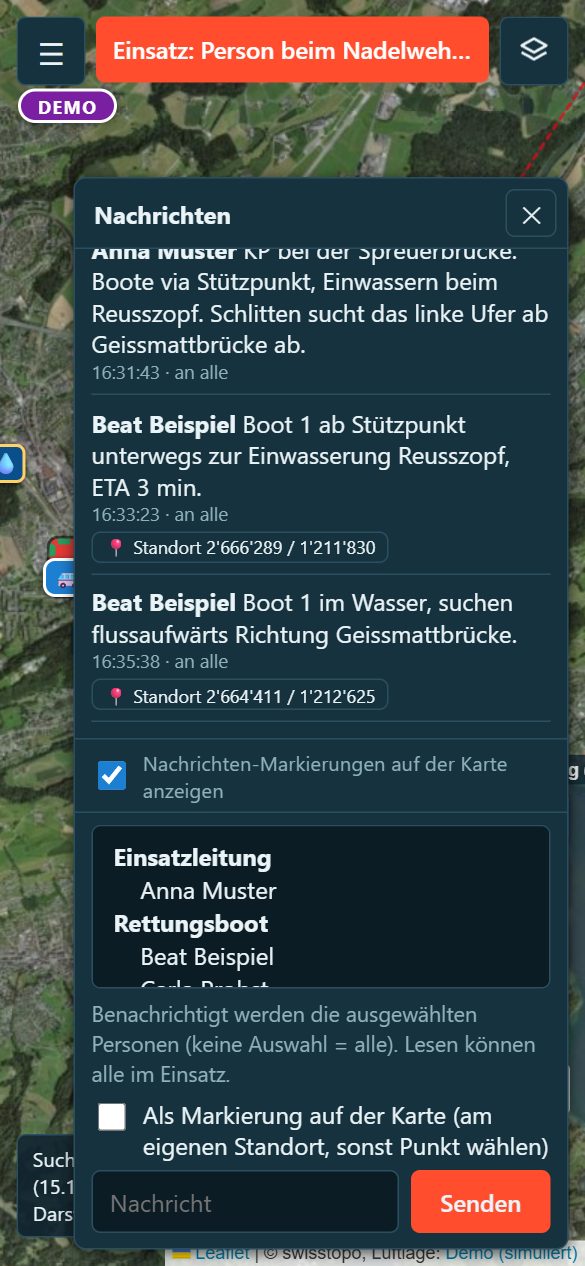 Einsatz: Person beim Nadelweh...
DEMO
Nachrichten
Anna Muster KP bei der Spreuerbrücke.
Boote via Stützpunkt, Einwassern beim
Reusszopf. Schlitten sucht das linke Ufer ab
Geissmattbrücke ab.
16:31:43 · an alle
Beat Beispiel Boot 1 ab Stützpunkt
unterwegs zur Einwasserung Reusszopf,
ETA 3 min.
16:33:23 · an alle
Standort 2'666'289 / 1'211'830
Beat Beispiel Boot 1 im Wasser, suchen
flussaufwärts Richtung Geissmattbrücke.
16:35:38 · an alle
Standort 2'664'411 / 1'212'625
Nachrichten-Markierungen auf der Karte
anzeigen
Einsatzleitung
Anna Muster
Rettungsboot
Beat Beispiel
Benachrichtigt werden die ausgewählten
Personen (keine Auswahl = alle). Lesen können
alle im Einsatz.
Als Markierung auf der Karte (am
eigenen Standort, sonst Punkt wählen)
Such
(15.1
Dars
Nachricht
Senden
Leaflet | © swisstopo, Luftlage: Demo (simuliert)